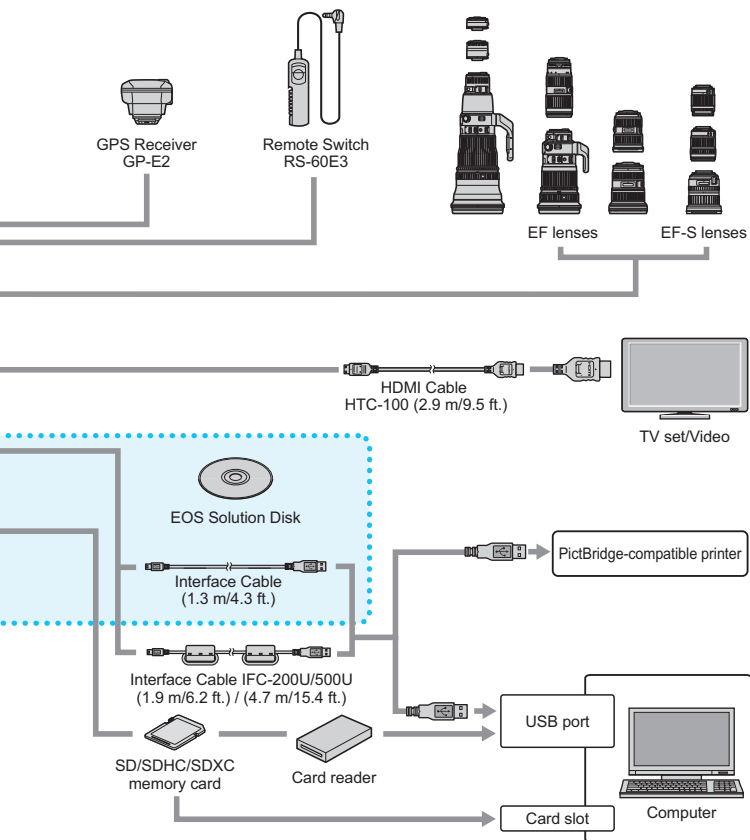 GPS Receiver
GP-E2
Remote Switch
RS-60E3
EF lenses
EF-S lenses
HDMI Cable
HTC-100 (2.9 m/9.5 ft.)
TV set/Video
EOS Solution Disk
Interface Cable
(1.3 m/4.3 ft.)
PictBridge-compatible printer
Interface Cable IFC-200U/500U
(1.9 m/6.2 ft.) / (4.7 m/15.4 ft.)
USB port
SD/SDHC/SDXC
memory card
Card reader
Computer
Card slot